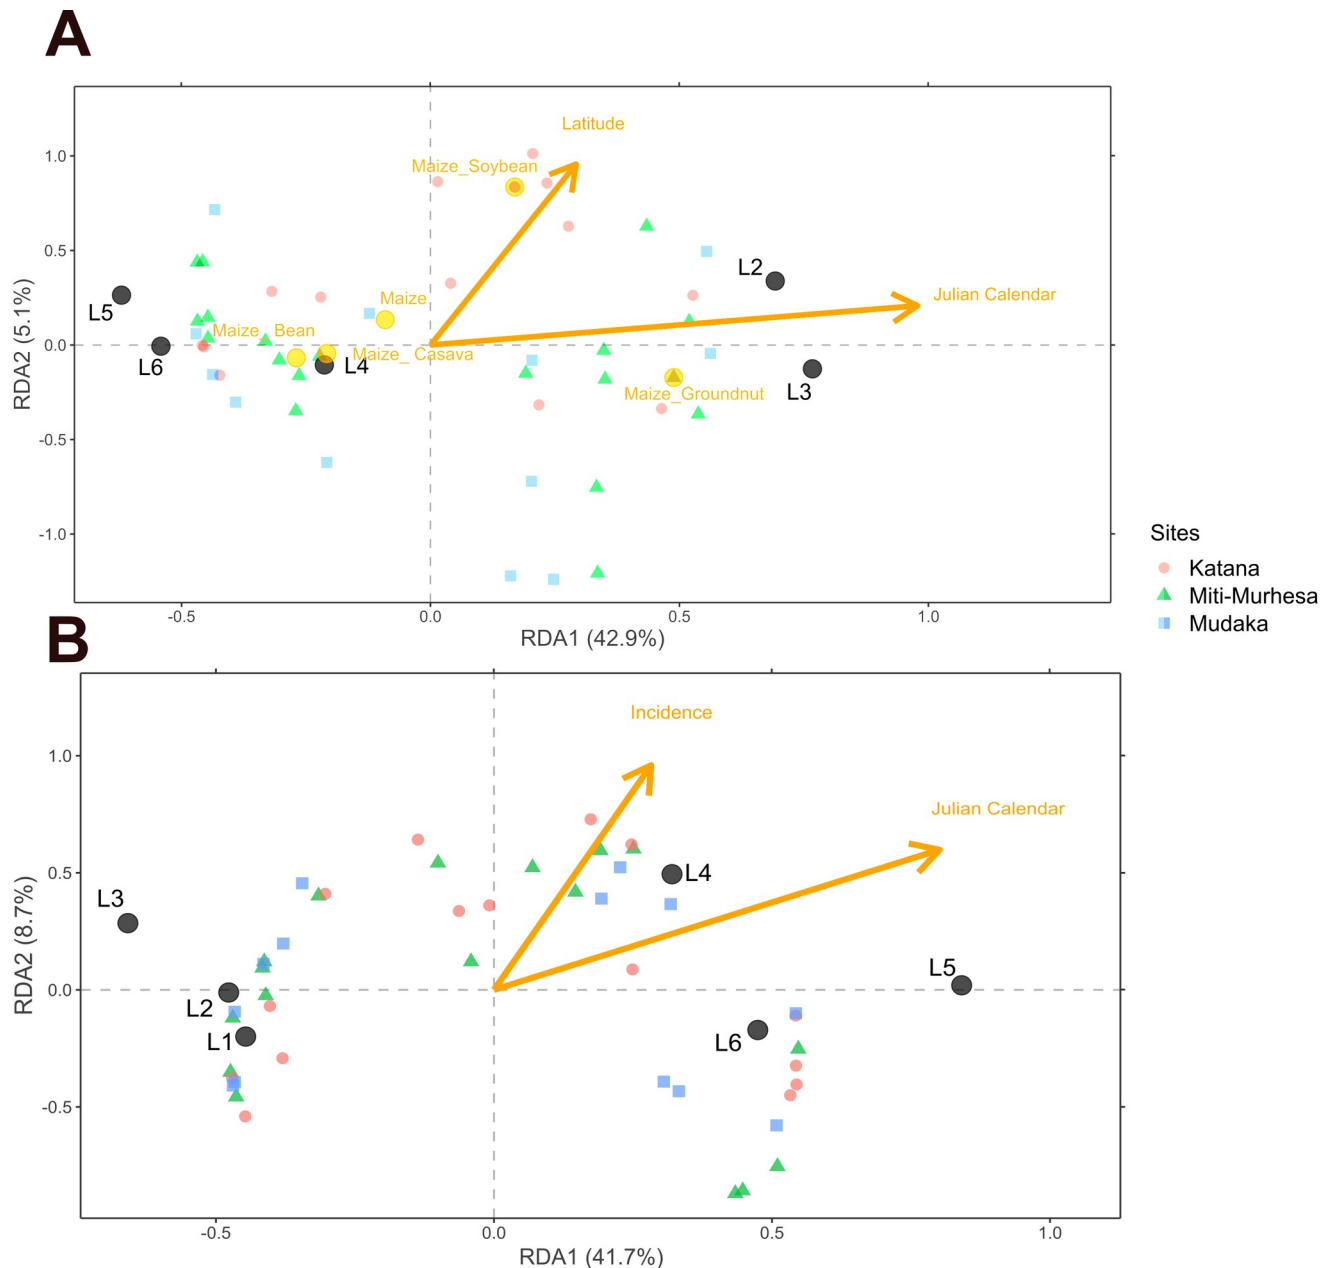 A
Latitude
Maize_Soybean
L2
Julian Calendar
L5
Maize
Maize_ Bean
L6
Maize_ Casava
L4
Maize_Groundnut
L3
1.0
0.5
0.0
-0.5
-1.0
RDA2 (5.1%)
-0.5
0.0
0.5
1.0
RDA1 (42.9%)
Sites
Katana
Miti-Murhesa
Mudaka
B
Incidence
Julian Calendar
L3
L4
L5
L2
L1
L6
1.0
0.5
0.0
-0.5
RDA2 (8.7%)
-0.5
0.0
0.5
1.0
RDA1 (41.7%)